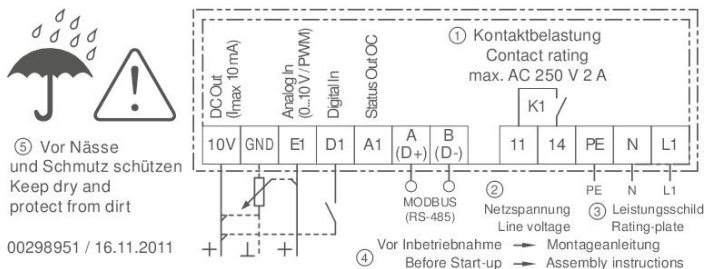 ① Kontaktbelastung
Contact rating
max. AC 250 V 2 A
DC Out
(Imax 10 mA)
Analog In
(0...10 V / PWM)
Digital In
Status Out OC
K1
10V GND E1 D1 A1 A (D+) B (D-) 11 14 PE N L1
⑤ Vor Nässe
und Schmutz schützen
Keep dry and
protect from dirt
MODBUS
(RS-485)
PE N L1
② Netzspannung
Line voltage
③ Leistungsschild
Rating-plate
④ Vor Inbetriebnahme → Montageanleitung
Before Start-up → Assembly instructions
+ ⊥ +
00298951 / 16.11.2011